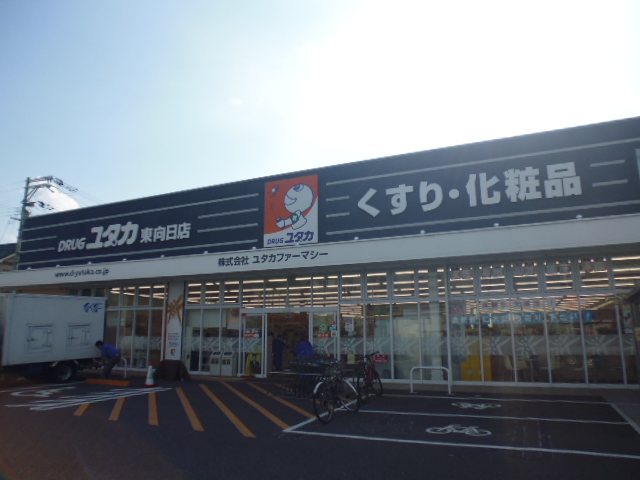 DRUG ユタカ 東向日店
DRUG ユタカ
くすり・化粧品
www.dryutaka.co.jp
株式会社 ユタカファーマシー